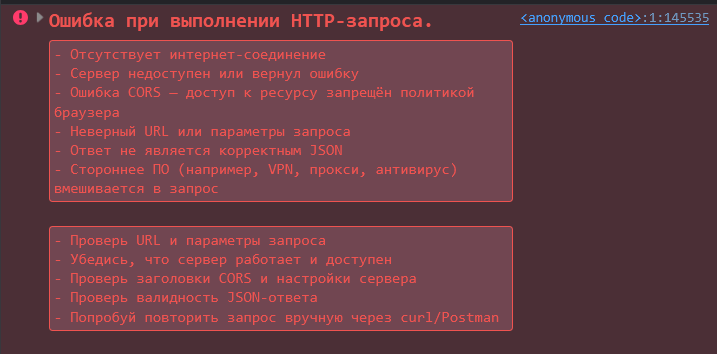 Ошибка при выполнении HTTP-запроса. <anonymous code>:1:145535
- Отсутствует интернет-соединение
- Сервер недоступен или вернул ошибку
- Ошибка CORS — доступ к ресурсу запрещён политикой
браузера
- Неверный URL или параметры запроса
- Ответ не является корректным JSON
- Стороннее ПО (например, VPN, прокси, антивирус)
вмешивается в запрос
- Проверь URL и параметры запроса
- Убедись, что сервер работает и доступен
- Проверь заголовки CORS и настройки сервера
- Проверь валидность JSON-ответа
- Попробуй повторить запрос вручную через curl/Postman